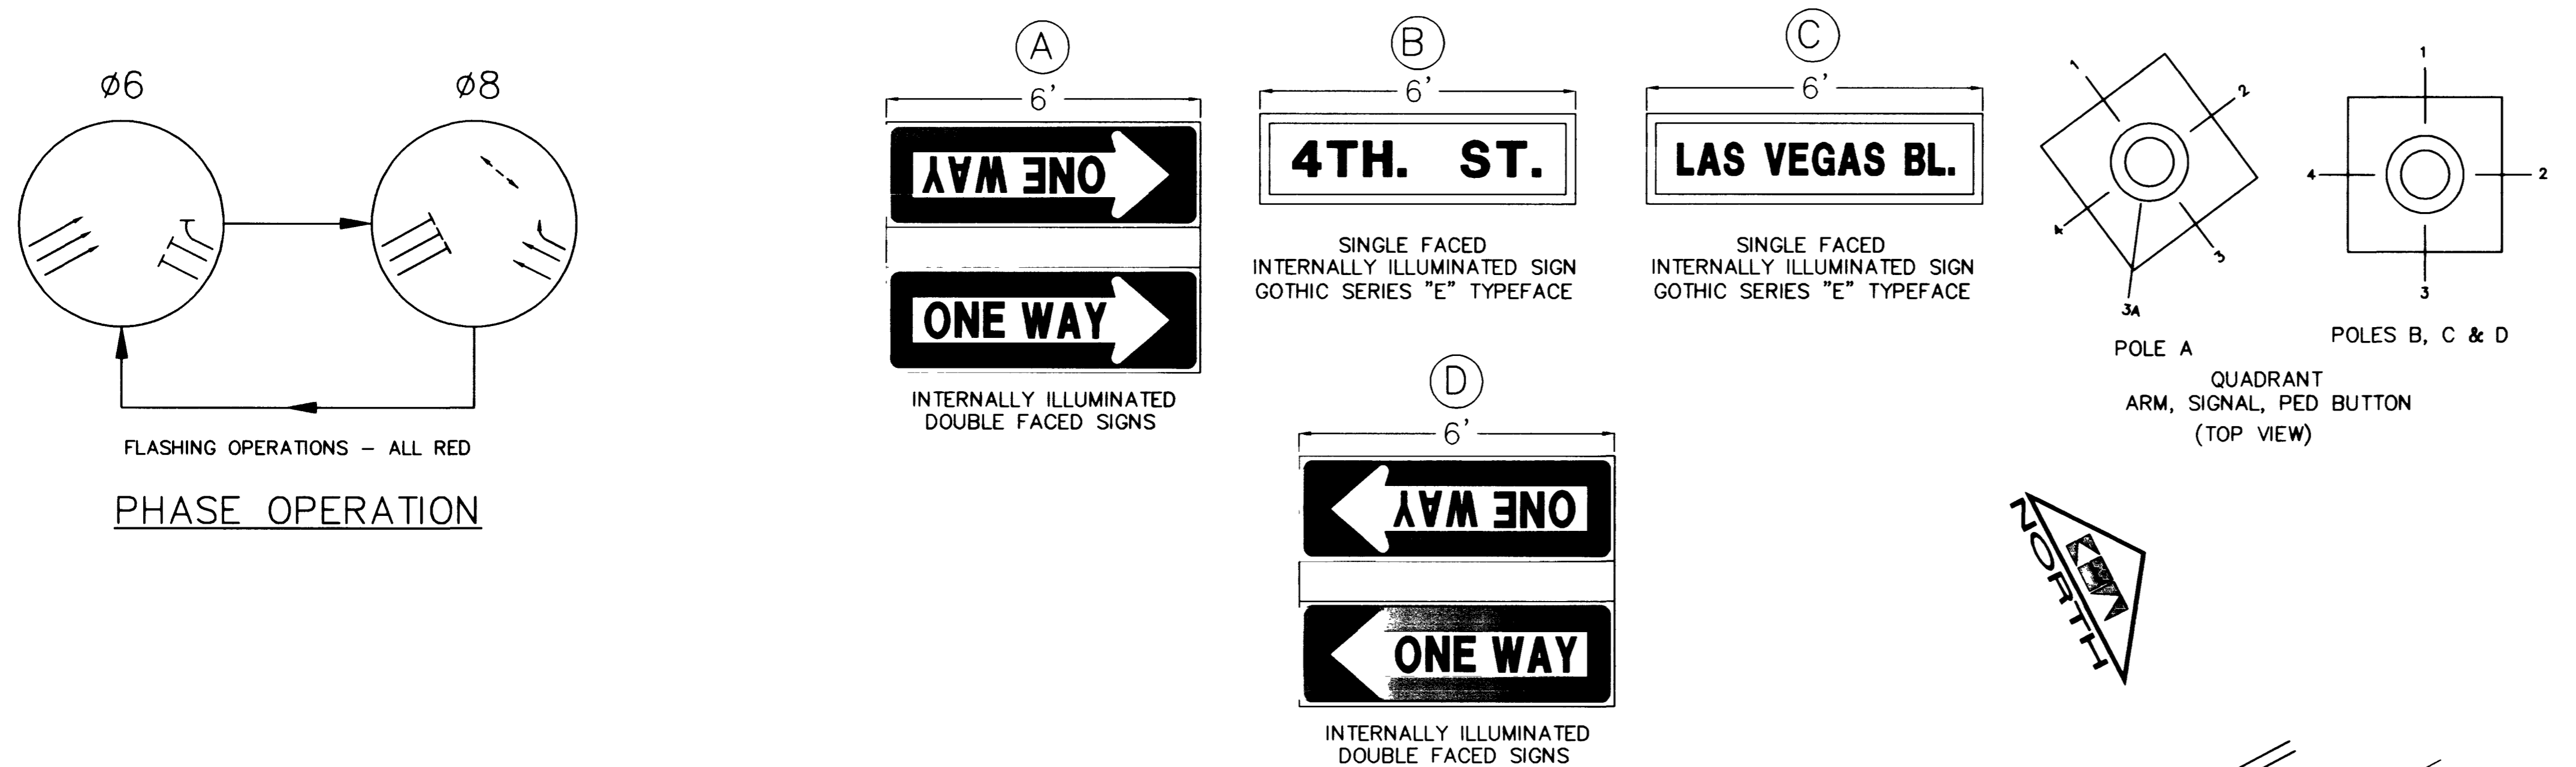 ø6
ø8
FLASHING OPERATIONS - ALL RED
PHASE OPERATION
A
6'
ONE WAY
ONE WAY
INTERNALLY ILLUMINATED
DOUBLE FACED SIGNS
B
6'
4TH. ST.
SINGLE FACED
INTERNALLY ILLUMINATED SIGN
GOTHIC SERIES "E" TYPEFACE
C
6'
LAS VEGAS BL.
SINGLE FACED
INTERNALLY ILLUMINATED SIGN
GOTHIC SERIES "E" TYPEFACE
D
6'
ONE WAY
ONE WAY
INTERNALLY ILLUMINATED
DOUBLE FACED SIGNS
1
2
3
3A
4
POLE A
1
2
3
4
POLES B, C & D
QUADRANT
ARM, SIGNAL, PED BUTTON
(TOP VIEW)
NORTH